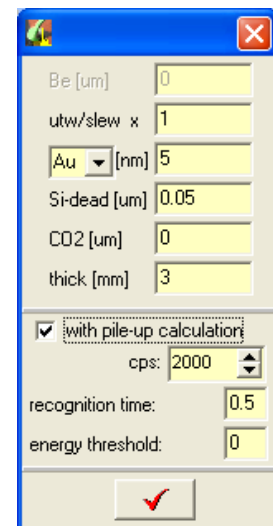 Be [um] 0
utw/slew x 1
Au [nm] 5
Si-dead [um] 0.05
CO2 [um] 0
thick [mm] 3
with pile-up calculation
cps: 2000
recognition time: 0.5
energy threshold: 0